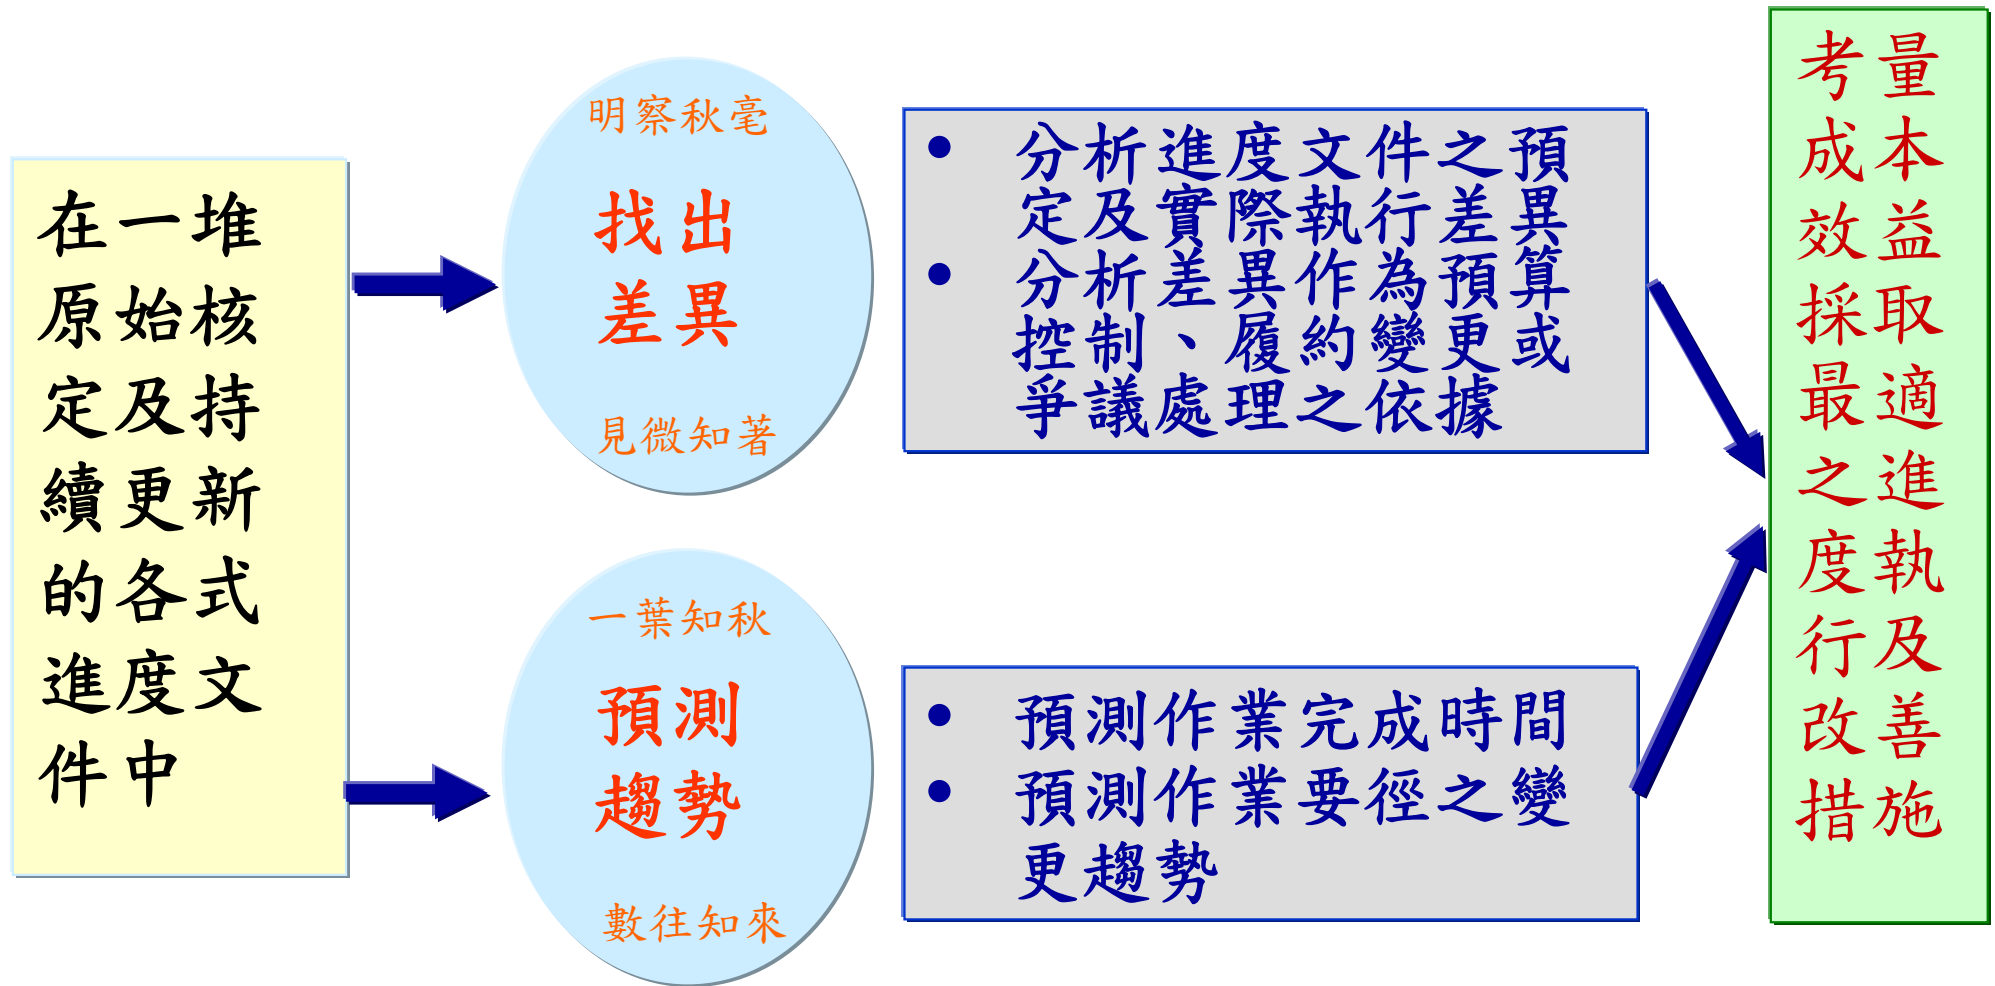 在一堆
原始核
定及持
續更新
的各式
進度文
件中
明察秋毫
找出
差異
見微知著
一葉知秋
預測
趨勢
數往知來
• 分析進度文件之預
定及實際執行差異
• 分析差異作為預算
控制、履約變更或
爭議處理之依據
• 預測作業完成時間
• 預測作業要徑之變
更趨勢
考量
成本
效益
採取
最適
之進
度執
行及
改善
措施